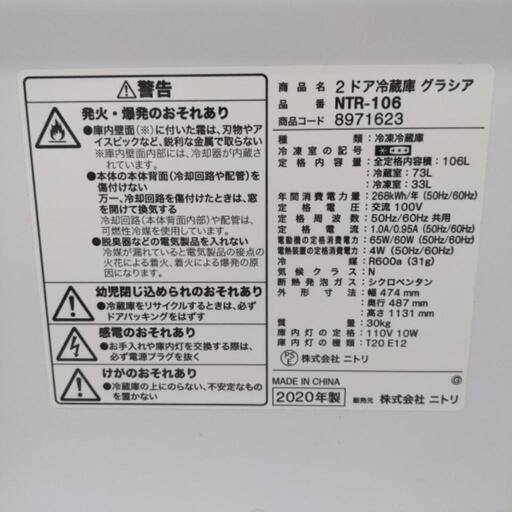 ⚠警告
発火・爆発のおそれあり
●庫内壁面(※)に付いた霜は、刃物やア
イスピックなど、鋭利な金属で取らない
※庫内壁面内部には、冷却器が内蔵さ
れています。
●本体の本体背面(冷却回路や配管)を
傷付けない
万一、冷却回路を傷付けたときは、窓
を開けて換気する
冷却回路(本体背面内部)や配管は、
可燃性冷媒を使用しています。
●脱臭器などの電気製品を入れない
冷媒が漏れていると電気製品の接点の
火花による着火、着火による爆発の原
因になります。
幼児閉じ込められのおそれあり
●冷蔵庫をリサイクルするときは、必ず
ドアパッキングをはずす
感電のおそれあり
●お手入れや庫内灯を交換する際は、
必ず電源プラグを抜く
けがのおそれあり
●冷蔵庫の上にのらない、不安定なもの
を置かない
商品名 2ドア冷蔵庫 グラシア
品番 NTR-106
商品コード 8971623
種類:冷凍冷蔵庫
冷凍室の記号:
定格内容積:全定格内容積:106L
冷蔵室:73L
冷凍室:33L
年間消費電力量:268kWh/年 (50Hz/60Hz)
定格電圧:交流 100V
定格周波数:50Hz/60Hz 共用
定格電流:1.0A/0.95A (50Hz/60Hz)
電動機の定格消費電力:65W/60W (50Hz/60Hz)
電熱装置の定格消費電力:4W (50Hz/60Hz)
冷媒:R600a (31g)
気候クラス:N
断熱発泡ガス:シクロペンタン
外形寸法:幅 474mm
奥行 487mm
高さ 1131mm
質量:30kg
庫内灯の定格:110V 10W
庫内灯の種類:T20 E12
PSE 株式会社 ニトリ
MADE IN CHINA
2020年製 販売元 株式会社 ニトリ